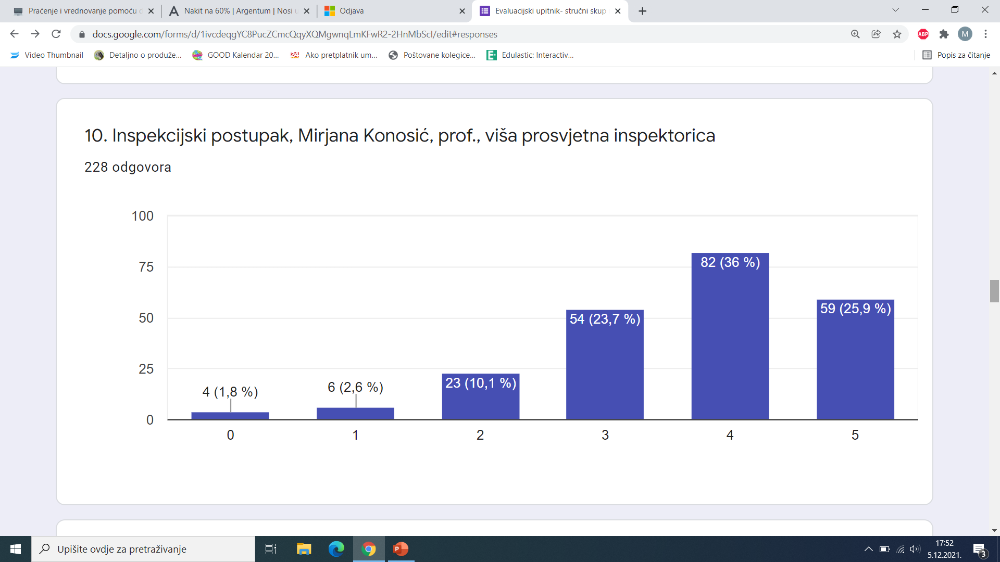 Praćenje i vrednovanje pomoću d
Nakit na 60% | Argentum | Nosi u
Odjava
Evaluacijski upitnik- stručni skup
docs.google.com/forms/d/1ivcdeqgYC8PucZCmcQqyXQMgwnqLmKFwR2-2HnMbScI/edit#responses
ABP
M
Video Thumbnail
Detaljno o produže...
GOOD Kalendar 20...
24
Ako pretplatnik um...
Poštovane kolegice...
E
Edulastic: Interactiv...
Popis za čitanje
10. Inspekcijski postupak, Mirjana Konosić, prof., viša prosvjetna inspektorica
228 odgovora
100
75
50
25
0
4 (1,8 %)
6 (2,6 %)
23 (10,1 %)
54 (23,7 %)
82 (36 %)
59 (25,9 %)
0
1
2
3
4
5
Upišite ovdje za pretraživanje
P
17:52
5.12.2021.
3